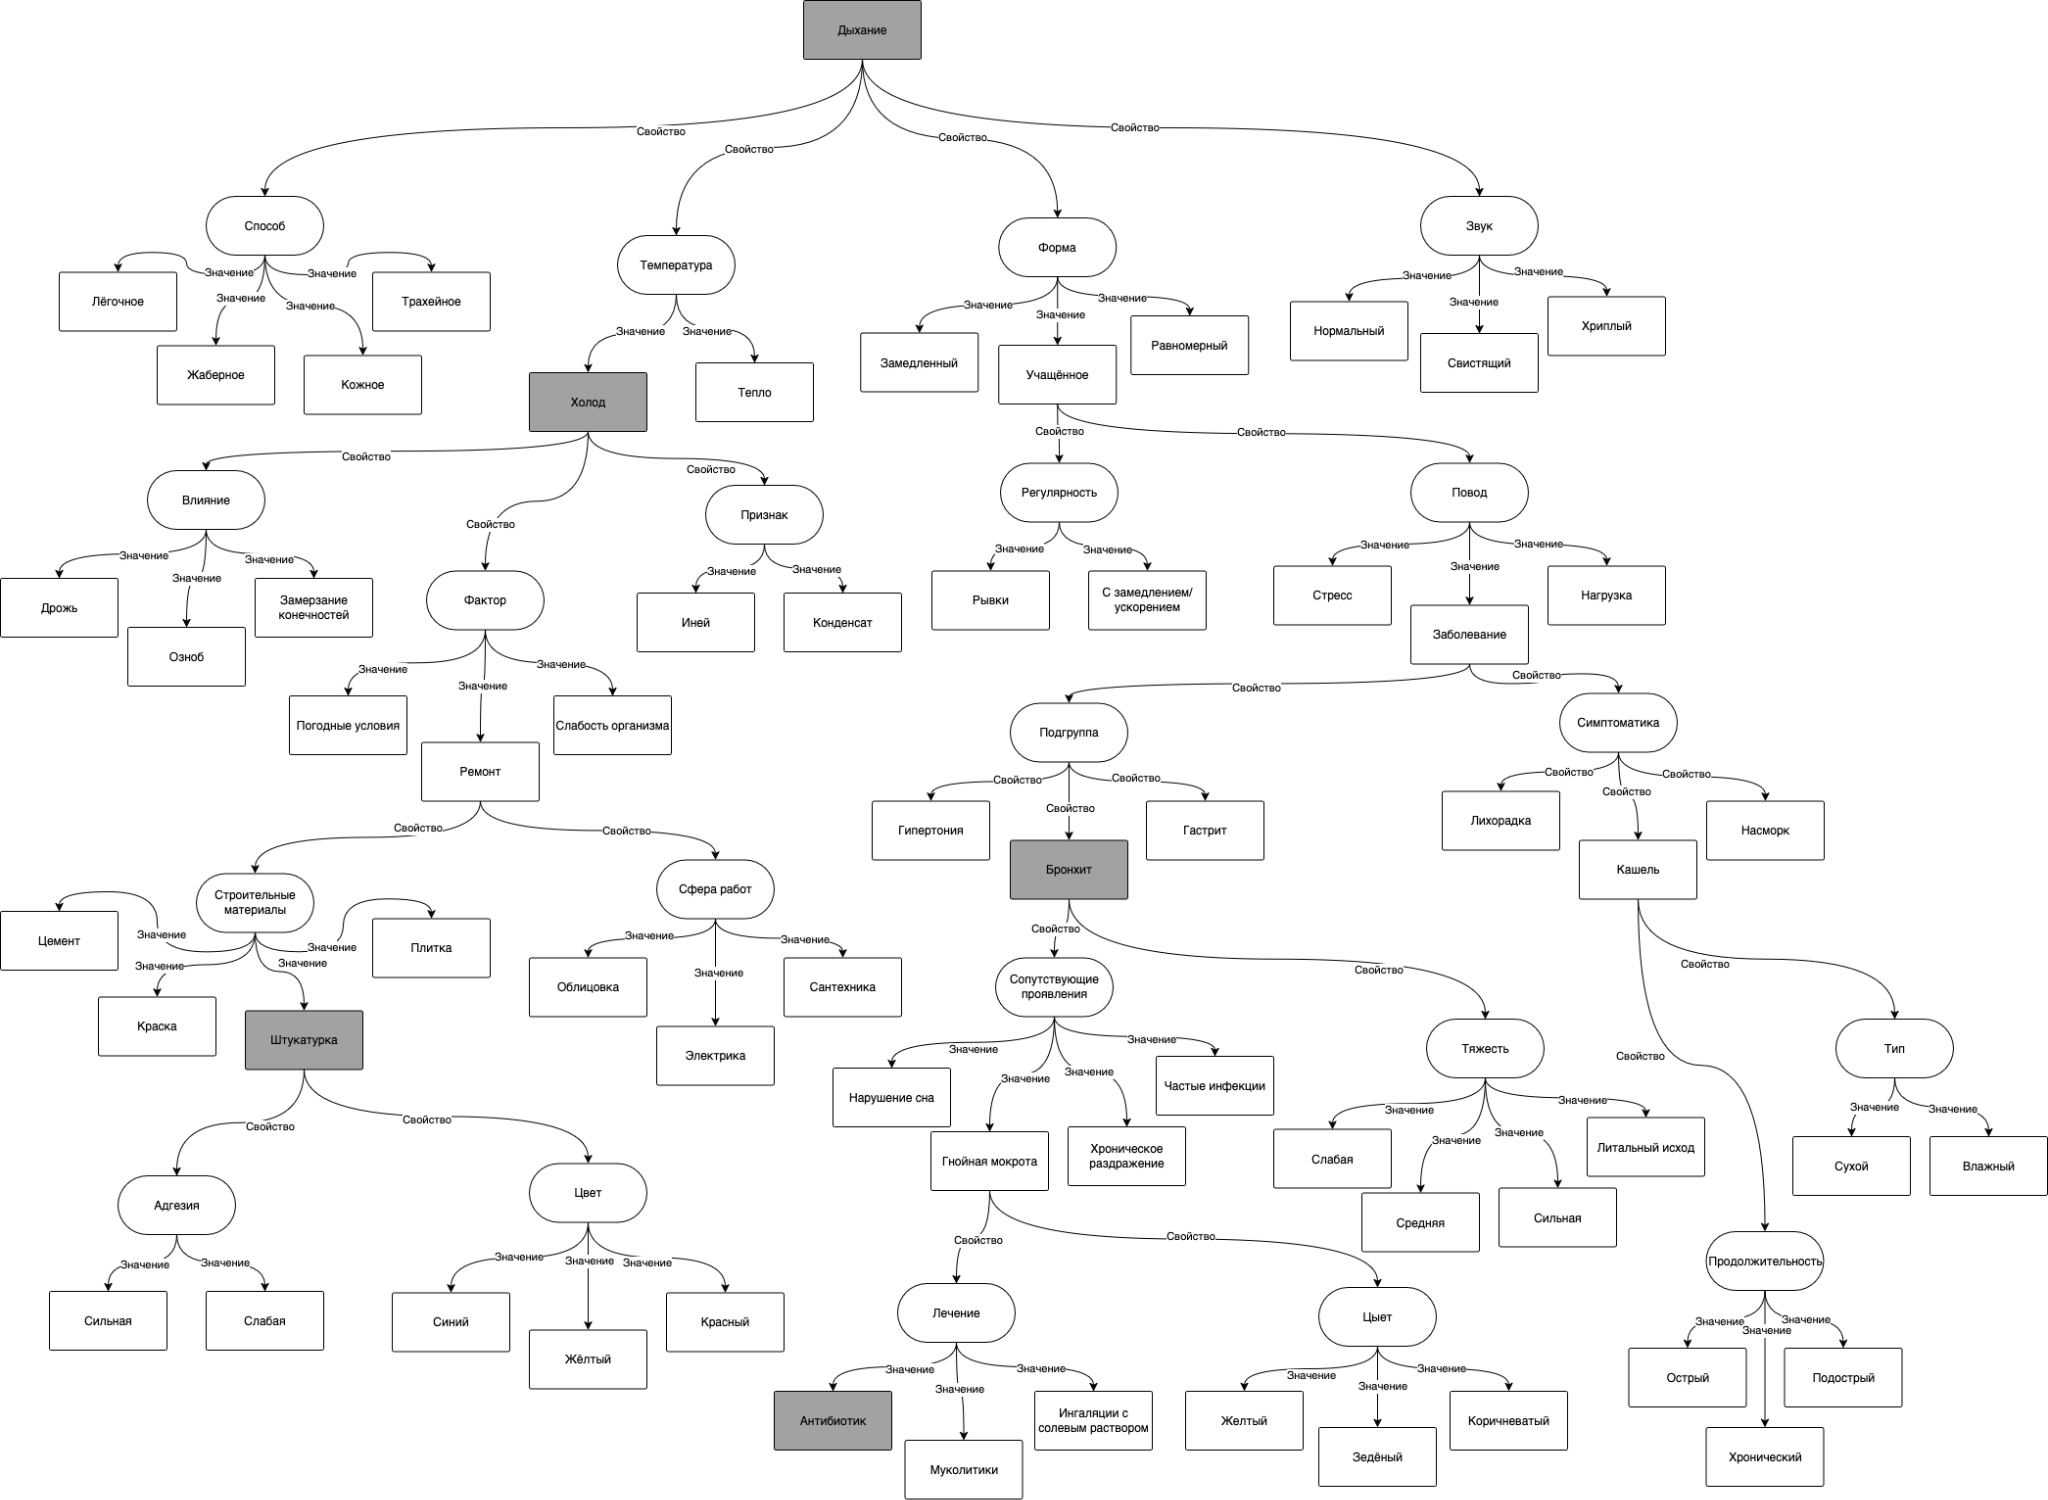 Дыхание
Свойство
Свойство
Свойство
Свойство
Способ
Температура
Форма
Звук
Значение
Значение
Значение
Значение
Лёгочное
Жаберное
Кожное
Трахейное
Значение
Значение
Холод
Тепло
Значение
Значение
Значение
Замедленный
Учащённое
Равномерный
Значение
Значение
Значение
Нормальный
Свистящий
Хриплый
Свойство
Свойство
Свойство
Влияние
Фактор
Признак
Значение
Значение
Значение
Дрожь
Озноб
Замерзание
конечностей
Значение
Значение
Иней
Конденсат
Значение
Значение
Значение
Погодные условия
Ремонт
Слабость организма
Свойство
Свойство
Регулярность
Повод
Значение
Значение
Рывки
С замедлением/
ускорением
Значение
Значение
Значение
Стресс
Заболевание
Нагрузка
Свойство
Свойство
Подгруппа
Симптоматика
Свойство
Свойство
Свойство
Гипертония
Бронхит
Гастрит
Свойство
Свойство
Свойство
Лихорадка
Кашель
Насморк
Свойство
Свойство
Строительные
материалы
Сфера работ
Значение
Значение
Значение
Значение
Цемент
Краска
Штукатурка
Плитка
Значение
Значение
Значение
Облицовка
Электрика
Сантехника
Свойство
Свойство
Сопутствующие
проявления
Тяжесть
Значение
Значение
Значение
Значение
Нарушение сна
Гнойная мокрота
Хроническое
раздражение
Частые инфекции
Значение
Значение
Значение
Значение
Слабая
Средняя
Сильная
Литальный исход
Свойство
Свойство
Тип
Значение
Значение
Сухой
Влажный
Продолжительность
Значение
Значение
Значение
Острый
Хронический
Подострый
Свойство
Свойство
Адгезия
Цвет
Значение
Значение
Сильная
Слабая
Значение
Значение
Значение
Синий
Жёлтый
Красный
Свойство
Свойство
Лечение
Цыет
Значение
Значение
Значение
Антибиотик
Муколитики
Ингаляции с
солевым раствором
Значение
Значение
Значение
Желтый
Зедёный
Коричневатый